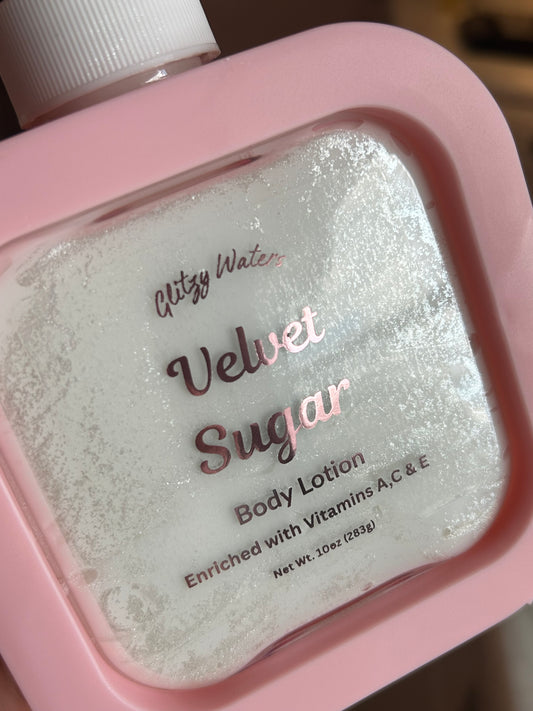 Glitzy Waters
Velvet
Sugar
Body Lotion
Enriched with Vitamins A,C & E
Net Wt. 10oz (283g)